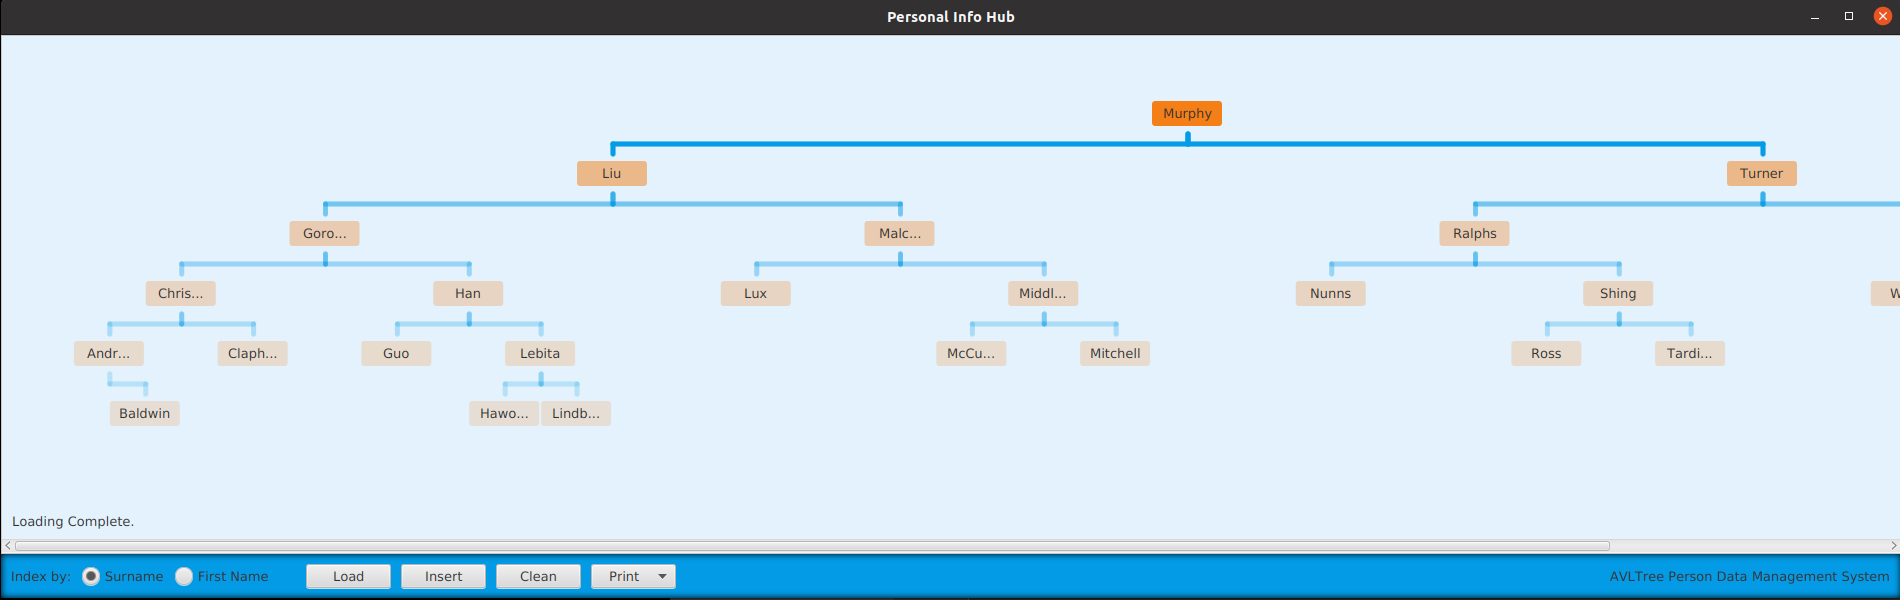 Personal Info Hub
Murphy
Liu Turner
Goro... Malc... Ralphs
Chris... Han Lux Middl... Nunns Shing W
Andr... Claph... Guo Lebita McCu... Mitchell Ross Tardi...
Baldwin Hawo... Lindb...
Loading Complete.
Index by: Surname First Name Load Insert Clean Print AVLTree Person Data Management System